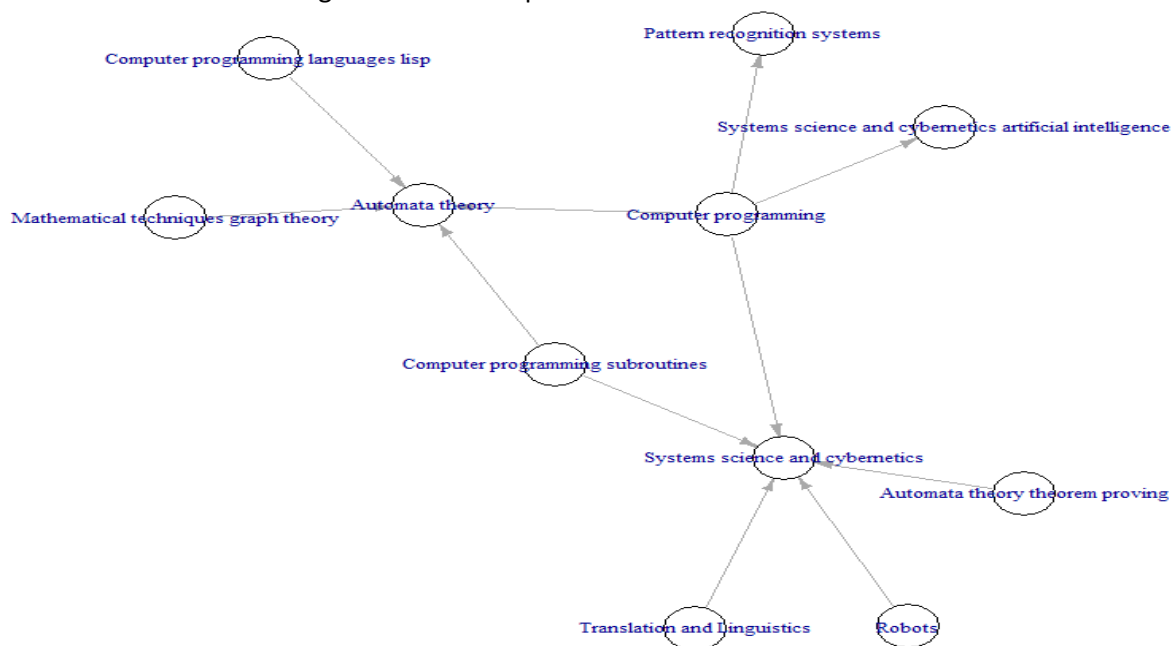 Pattern recognition systems
Computer programming languages lisp
Systems science and cybernetics artificial intelligence
Automata theory
Mathematical techniques graph theory
Computer programming
Computer programming subroutines
Systems science and cybernetics
Automata theory theorem proving
Translation and Linguistics
Robots